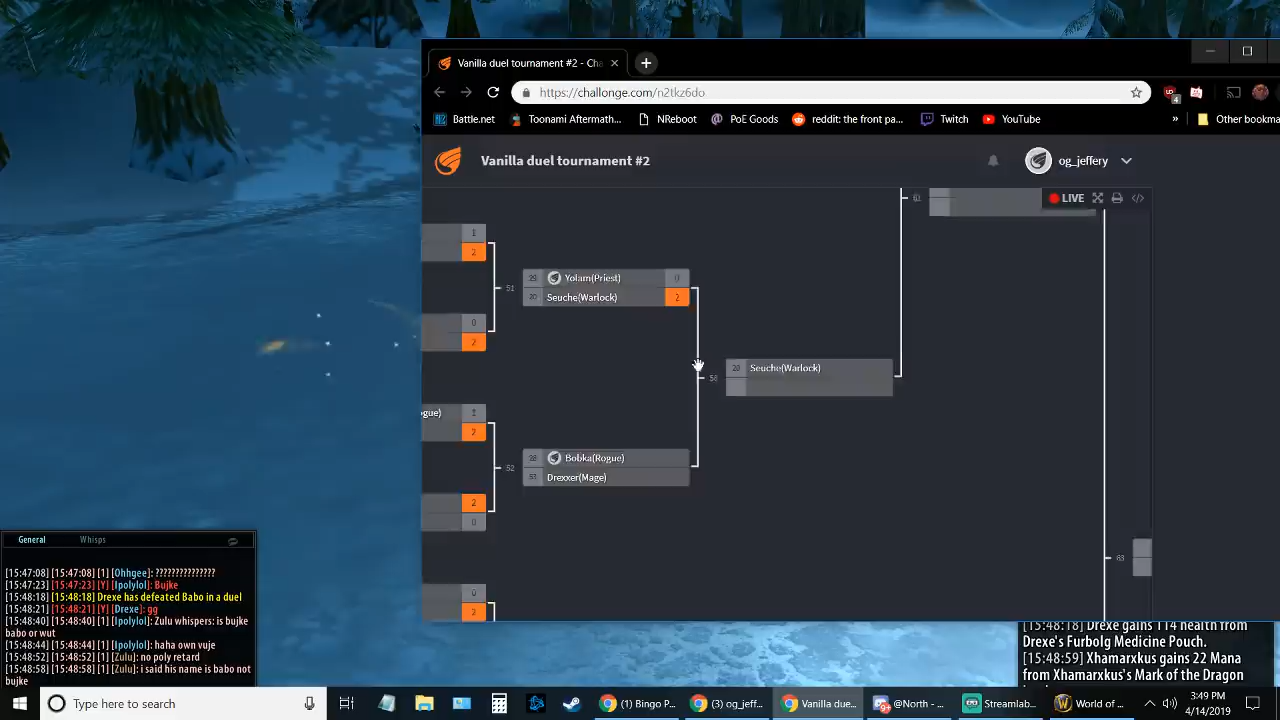 Vanilla duel tournament #2 - Cha
https://challonge.com/n2tkz6do
4
Battle.net
Toonami Aftermath...
NReboot
PoE Goods
reddit: the front pa...
Twitch
YouTube
»
Other bookma
Vanilla duel tournament #2
og_jeffery
61
LIVE
1
2
51
29 Yolam(Priest) 0
20 Seuche(Warlock) 2
0
2
58
20 Seuche(Warlock)
gue) 1
2
52
28 Bobka(Rogue)
53 Drexxer(Mage)
2
0
63
0
2
General Whisps
[15:47:08] [15:47:08] [1] [Ohhgee]: ??????????????
[15:47:23] [15:47:23] [Y] [Ipolylol]: Bujke
[15:48:18] [15:48:18] Drexe has defeated Babo in a duel
[15:48:21] [15:48:21] [Y] [Drexe]: gg
[15:48:40] [15:48:40] [Ipolylol]: Zulu whispers: is bujke
babo or wut
[15:48:44] [15:48:44] [1] [Ipolylol]: haha own vuje
[15:48:52] [15:48:52] [1] [Zulu]: no poly retard
[15:48:58] [15:48:58] [1] [Zulu]: i said his name is babo not
bujke
[15:48:18] Drexe gains 114 health from
Drexe's Furbolg Medicine Pouch.
[15:48:59] Xhamarxkus gains 22 Mana
from Xhamarxkus's Mark of the Dragon
Type here to search
(1) Bingo P...
(3) og_jeff...
Vanilla due...
@North - ...
Streamlab...
World of ...
3:49 PM
4/14/2019